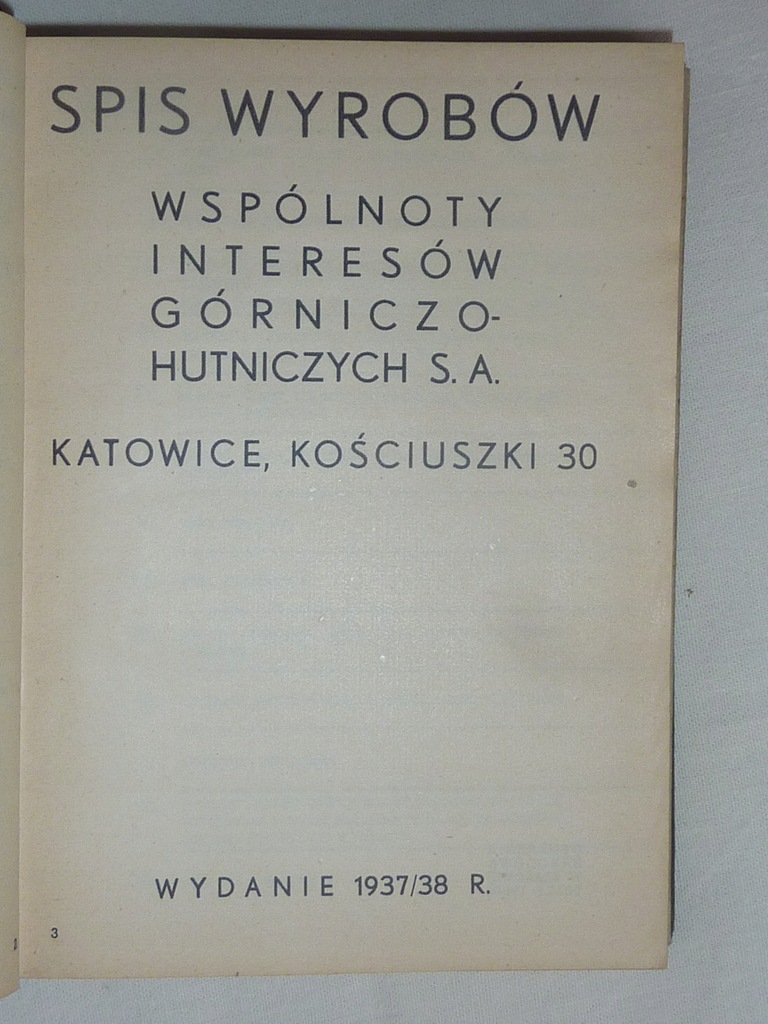 SPIS WYROBÓW
WSPÓLNOTY
INTERESÓW
GÓRNICZO-
HUTNICZYCH S. A.
KATOWICE, KOŚCIUSZKI 30
WYDANIE 1937/38 R.
3